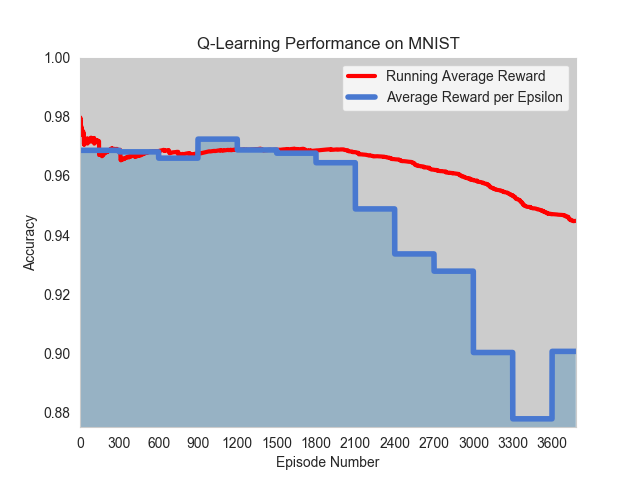 Q-Learning Performance on MNIST
Running Average Reward
Average Reward per Epsilon
Accuracy
1.00
0.98
0.96
0.94
0.92
0.90
0.88
0 300 600 900 1200 1500 1800 2100 2400 2700 3000 3300 3600
Episode Number